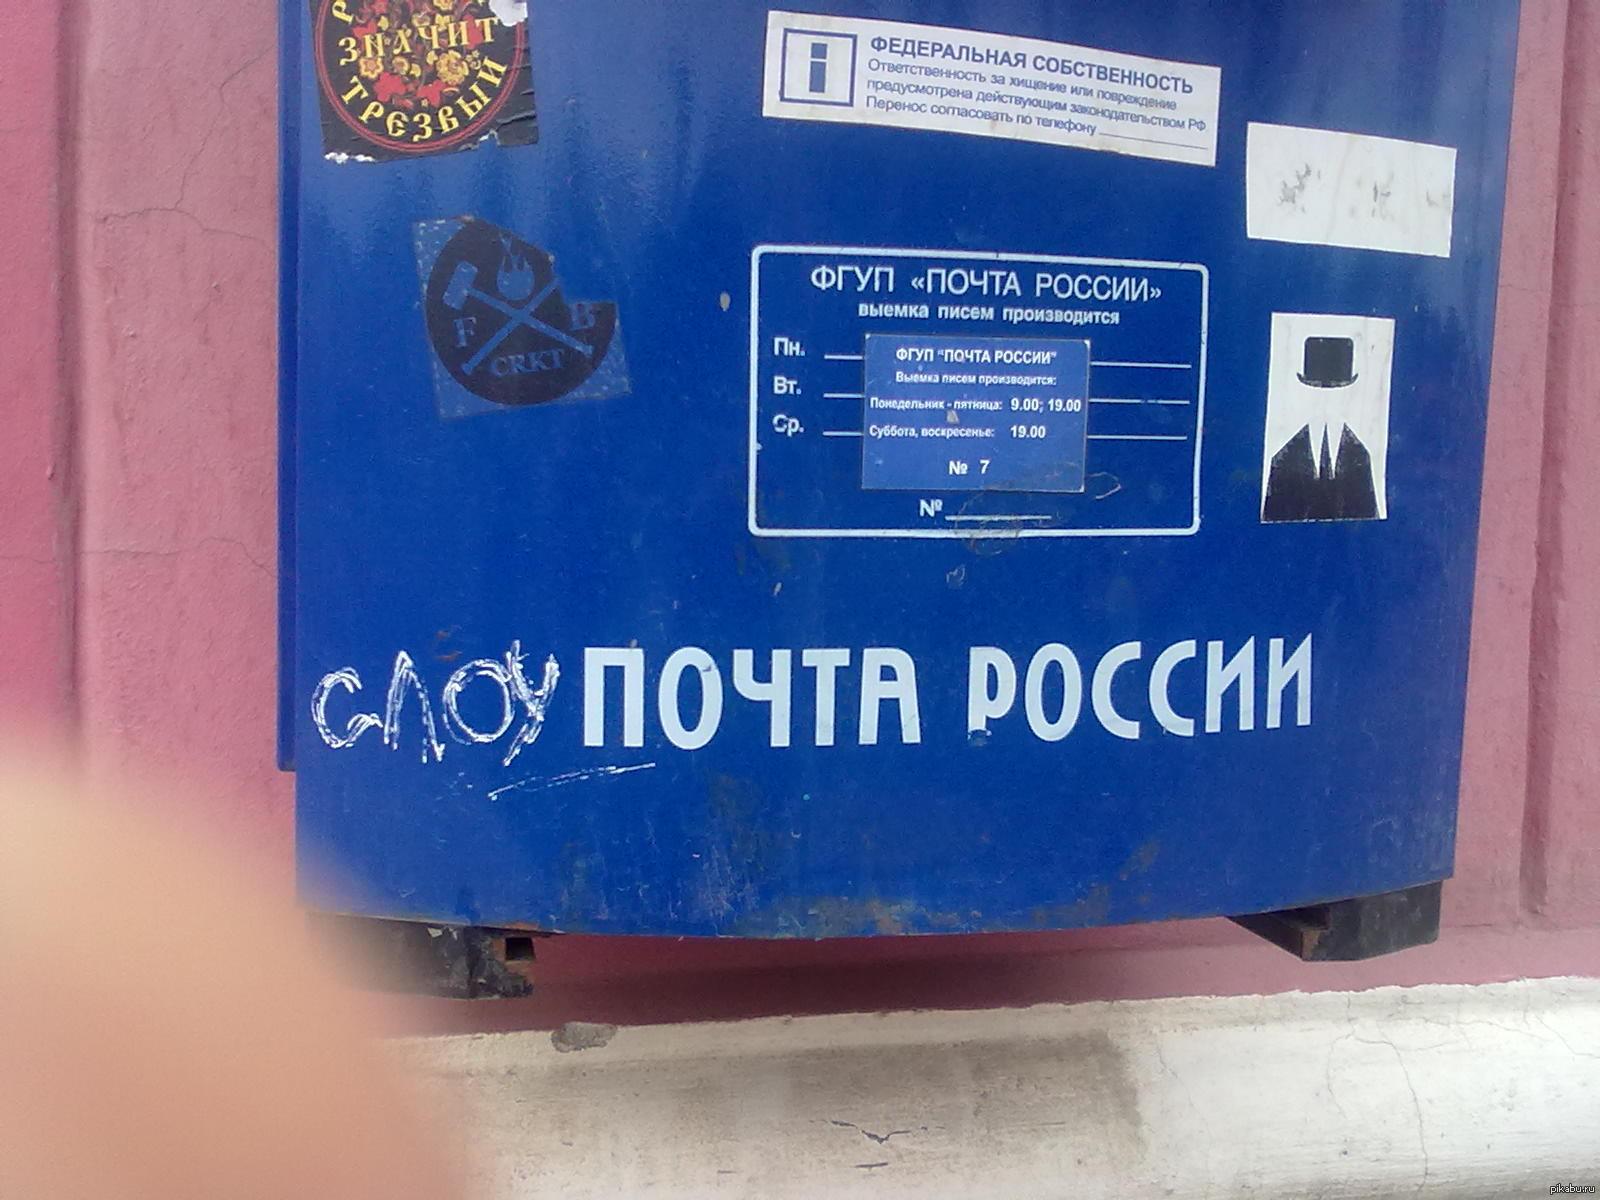 ЗНАЧИТ
ТРЕЗВЫЙ
i
ФЕДЕРАЛЬНАЯ СОБСТВЕННОСТЬ
Ответственность за хищение или повреждение
предусмотрена действующим законодательством РФ
Перенос согласовать по телефону
F B
CRKT
ФГУП «ПОЧТА РОССИИ»
выемка писем производится
Пн.
Вт.
Ср.
ФГУП "ПОЧТА РОССИИ"
Выемка писем производится:
Понедельник - пятница: 9.00; 19.00
Суббота, воскресенье: 19.00
№ 7
№
СЛОУ ПОЧТА РОССИИ
pikabu.ru